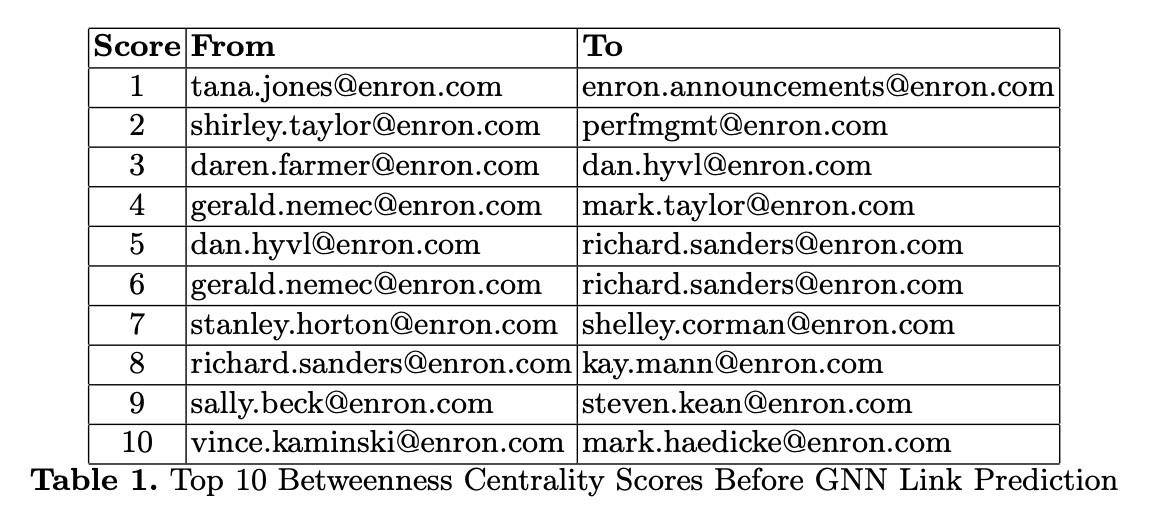 Score From To
1 tana.jones@enron.com enron.announcements@enron.com
2 shirley.taylor@enron.com perfmgmt@enron.com
3 daren.farmer@enron.com dan.hyvl@enron.com
4 gerald.nemec@enron.com mark.taylor@enron.com
5 dan.hyvl@enron.com richard.sanders@enron.com
6 gerald.nemec@enron.com richard.sanders@enron.com
7 stanley.horton@enron.com shelley.corman@enron.com
8 richard.sanders@enron.com kay.mann@enron.com
9 sally.beck@enron.com steven.kean@enron.com
10 vince.kaminski@enron.com mark.haedicke@enron.com
Table 1. Top 10 Betweenness Centrality Scores Before GNN Link Prediction